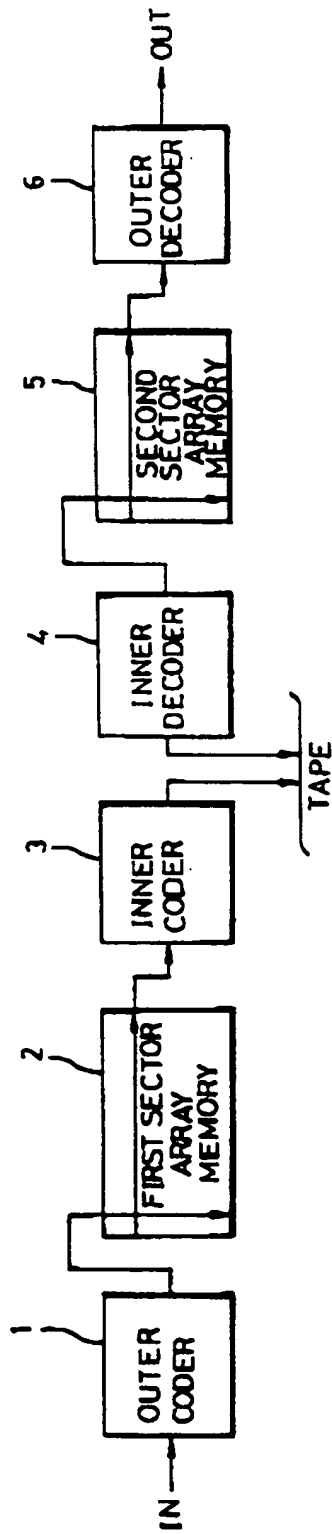 IN
1
OUTER
CODER
2
FIRST SECTOR
ARRAY
MEMORY
3
INNER
CODER
TAPE
4
INNER
DECODER
5
SECOND
SECTOR
ARRAY
MEMORY
6
OUTER
DECODER
OUT